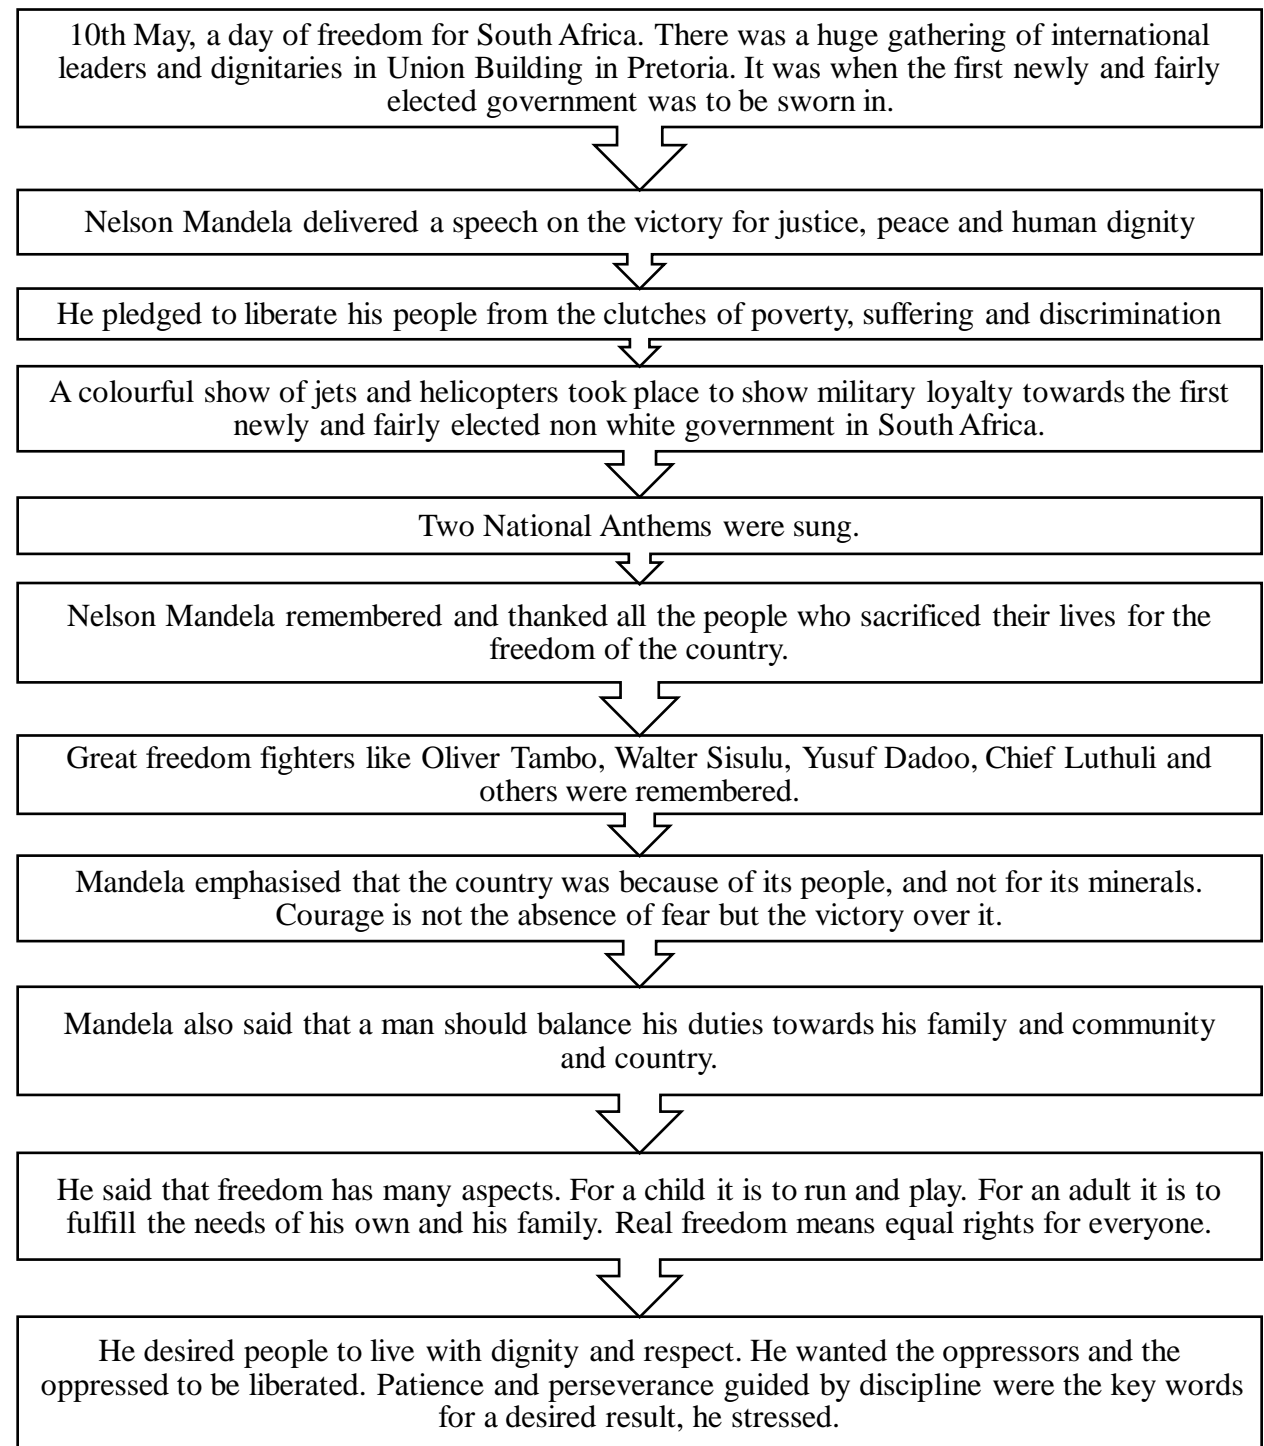 10th May, a day of freedom for South Africa. There was a huge gathering of international
leaders and dignitaries in Union Building in Pretoria. It was when the first newly and fairly
elected government was to be sworn in.
Nelson Mandela delivered a speech on the victory for justice, peace and human dignity
He pledged to liberate his people from the clutches of poverty, suffering and discrimination
A colourful show of jets and helicopters took place to show military loyalty towards the first
newly and fairly elected non white government in South Africa.
Two National Anthems were sung.
Nelson Mandela remembered and thanked all the people who sacrificed their lives for the
freedom of the country.
Great freedom fighters like Oliver Tambo, Walter Sisulu, Yusuf Dadoo, Chief Luthuli and
others were remembered.
Mandela emphasised that the country was because of its people, and not for its minerals.
Courage is not the absence of fear but the victory over it.
Mandela also said that a man should balance his duties towards his family and community
and country.
He said that freedom has many aspects. For a child it is to run and play. For an adult it is to
fulfill the needs of his own and his family. Real freedom means equal rights for everyone.
He desired people to live with dignity and respect. He wanted the oppressors and the
oppressed to be liberated. Patience and perseverance guided by discipline were the key words
for a desired result, he stressed.